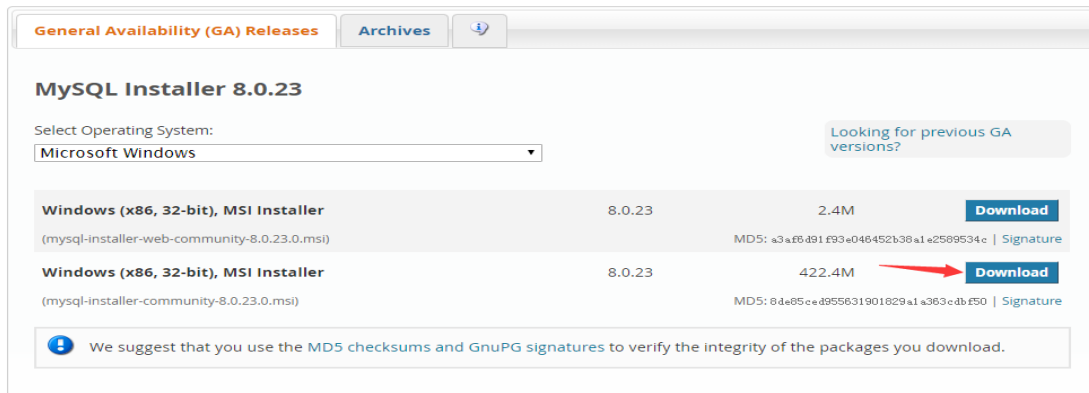 General Availability (GA) Releases
Archives
MySQL Installer 8.0.23
Select Operating System:
Microsoft Windows
Looking for previous GA
versions?
Windows (x86, 32-bit), MSI Installer 8.0.23 2.4M Download
(mysql-installer-web-community-8.0.23.0.msi) MD5: a3af6d91f93e046452b38a1e2589534c | Signature
Windows (x86, 32-bit), MSI Installer 8.0.23 422.4M Download
(mysql-installer-community-8.0.23.0.msi) MD5: 8de85ced955631901829a1a363cdbf50 | Signature
We suggest that you use the MD5 checksums and GnuPG signatures to verify the integrity of the packages you download.